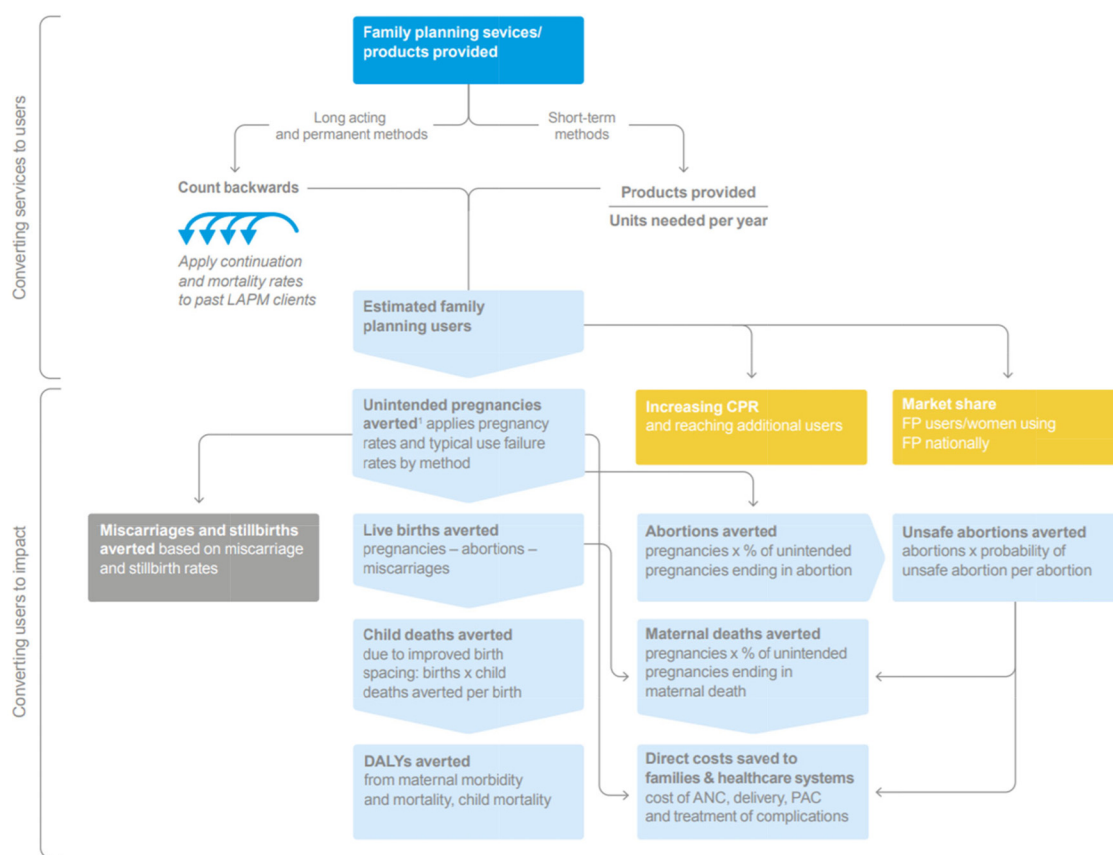 Converting services to users
Family planning sevices/
products provided
Long acting
and permanent methods
Short-term
methods
Count backwards
Products provided
Units needed per year
Apply continuation
and mortality rates
to past LAPM clients
Estimated family
planning users
Converting users to impact
Unintended pregnancies
averted¹ applies pregnancy
rates and typical use failure
rates by method
Increasing CPR
and reaching additional users
Market share
FP users/women using
FP nationally
Miscarriages and stillbirths
averted based on miscarriage
and stillbirth rates
Live births averted
pregnancies – abortions –
miscarriages
Abortions averted
pregnancies x % of unintended
pregnancies ending in abortion
Unsafe abortions averted
abortions x probability of
unsafe abortion per abortion
Child deaths averted
due to improved birth
spacing: births x child
deaths averted per birth
Maternal deaths averted
pregnancies x % of unintended
pregnancies ending in
maternal death
DALYs averted
from maternal morbidity
and mortality, child mortality
Direct costs saved to
families & healthcare systems
cost of ANC, delivery, PAC
and treatment of complications